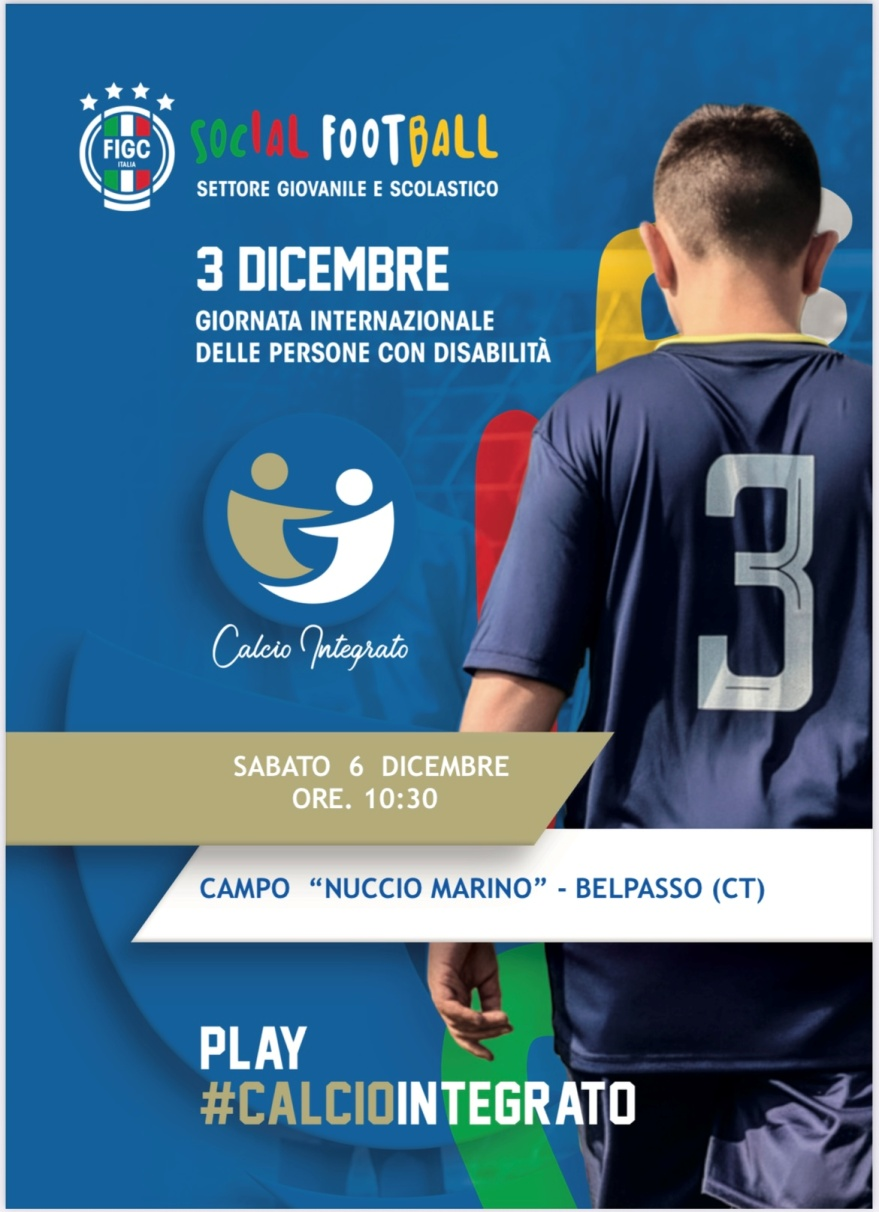 FIGC
ITALIA
SOCIAL FOOTBALL
SETTORE GIOVANILE E SCOLASTICO
3 DICEMBRE
GIORNATA INTERNAZIONALE
DELLE PERSONE CON DISABILITÀ
3
Calcio Integrato
SABATO 6 DICEMBRE
ORE. 10:30
CAMPO “NUCCIO MARINO” - BELPASSO (CT)
PLAY
#CALCIOINTEGRATO